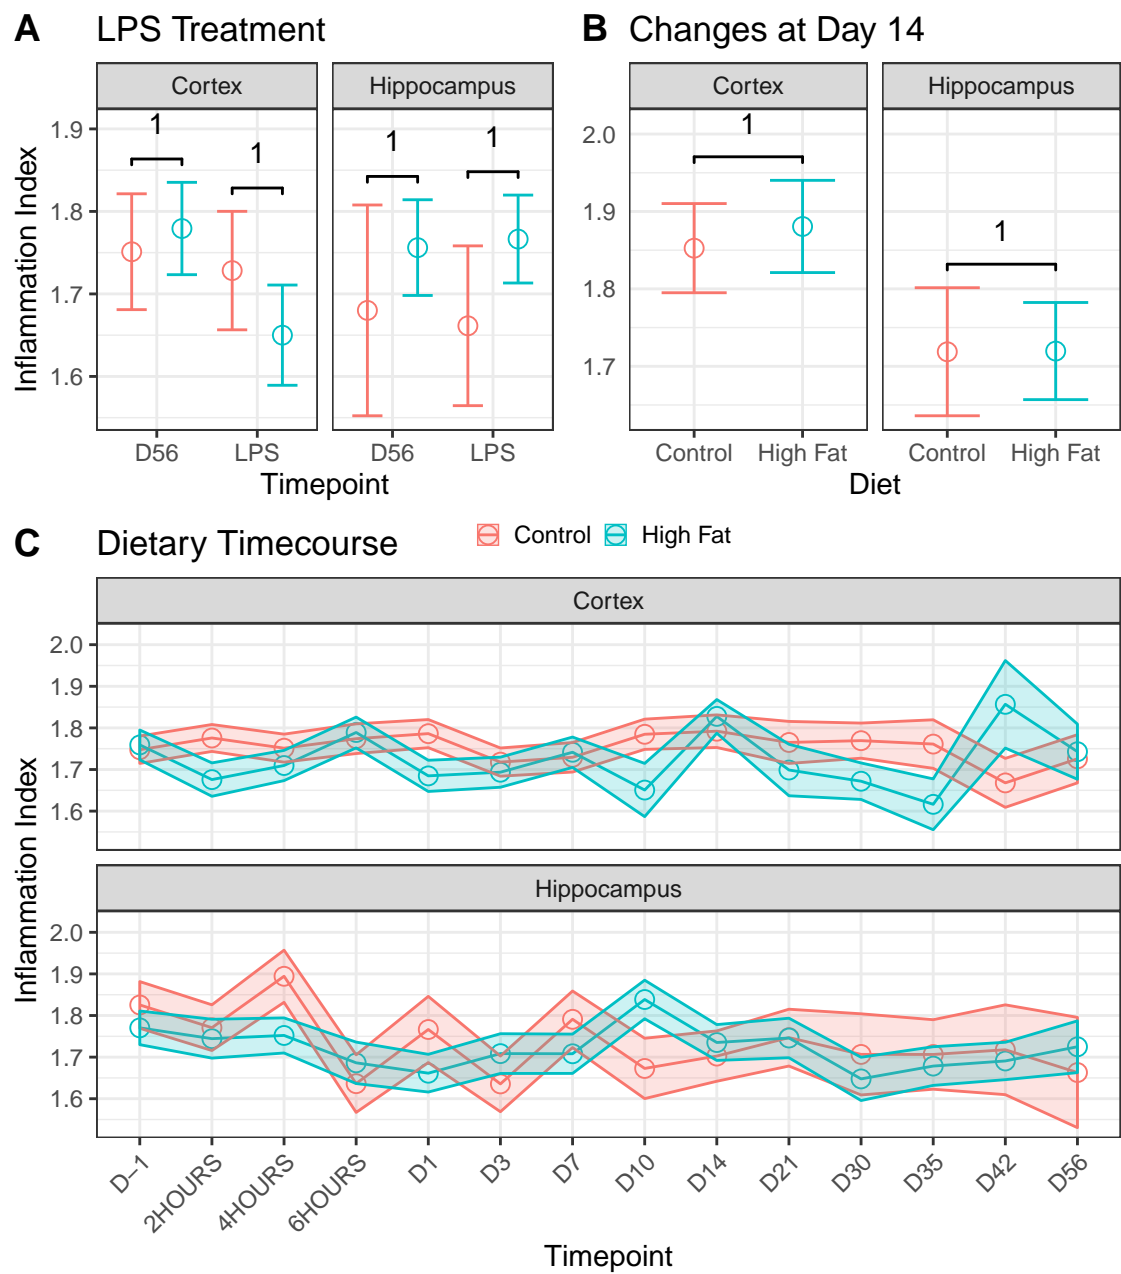 A LPS Treatment
Cortex Hippocampus
1 1 1 1
1.9
1.8
1.7
1.6
Inflammation Index
D56 LPS D56 LPS
Timepoint
B Changes at Day 14
Cortex Hippocampus
1 1
2.0
1.9
1.8
1.7
Control High Fat Control High Fat
Diet
C Dietary Timecourse
Control High Fat
Cortex
2.0
1.9
1.8
1.7
1.6
Inflammation Index
Hippocampus
2.0
1.9
1.8
1.7
1.6
Inflammation Index
D−1 2HOURS 4HOURS 6HOURS D1 D3 D7 D10 D14 D21 D30 D35 D42 D56
Timepoint